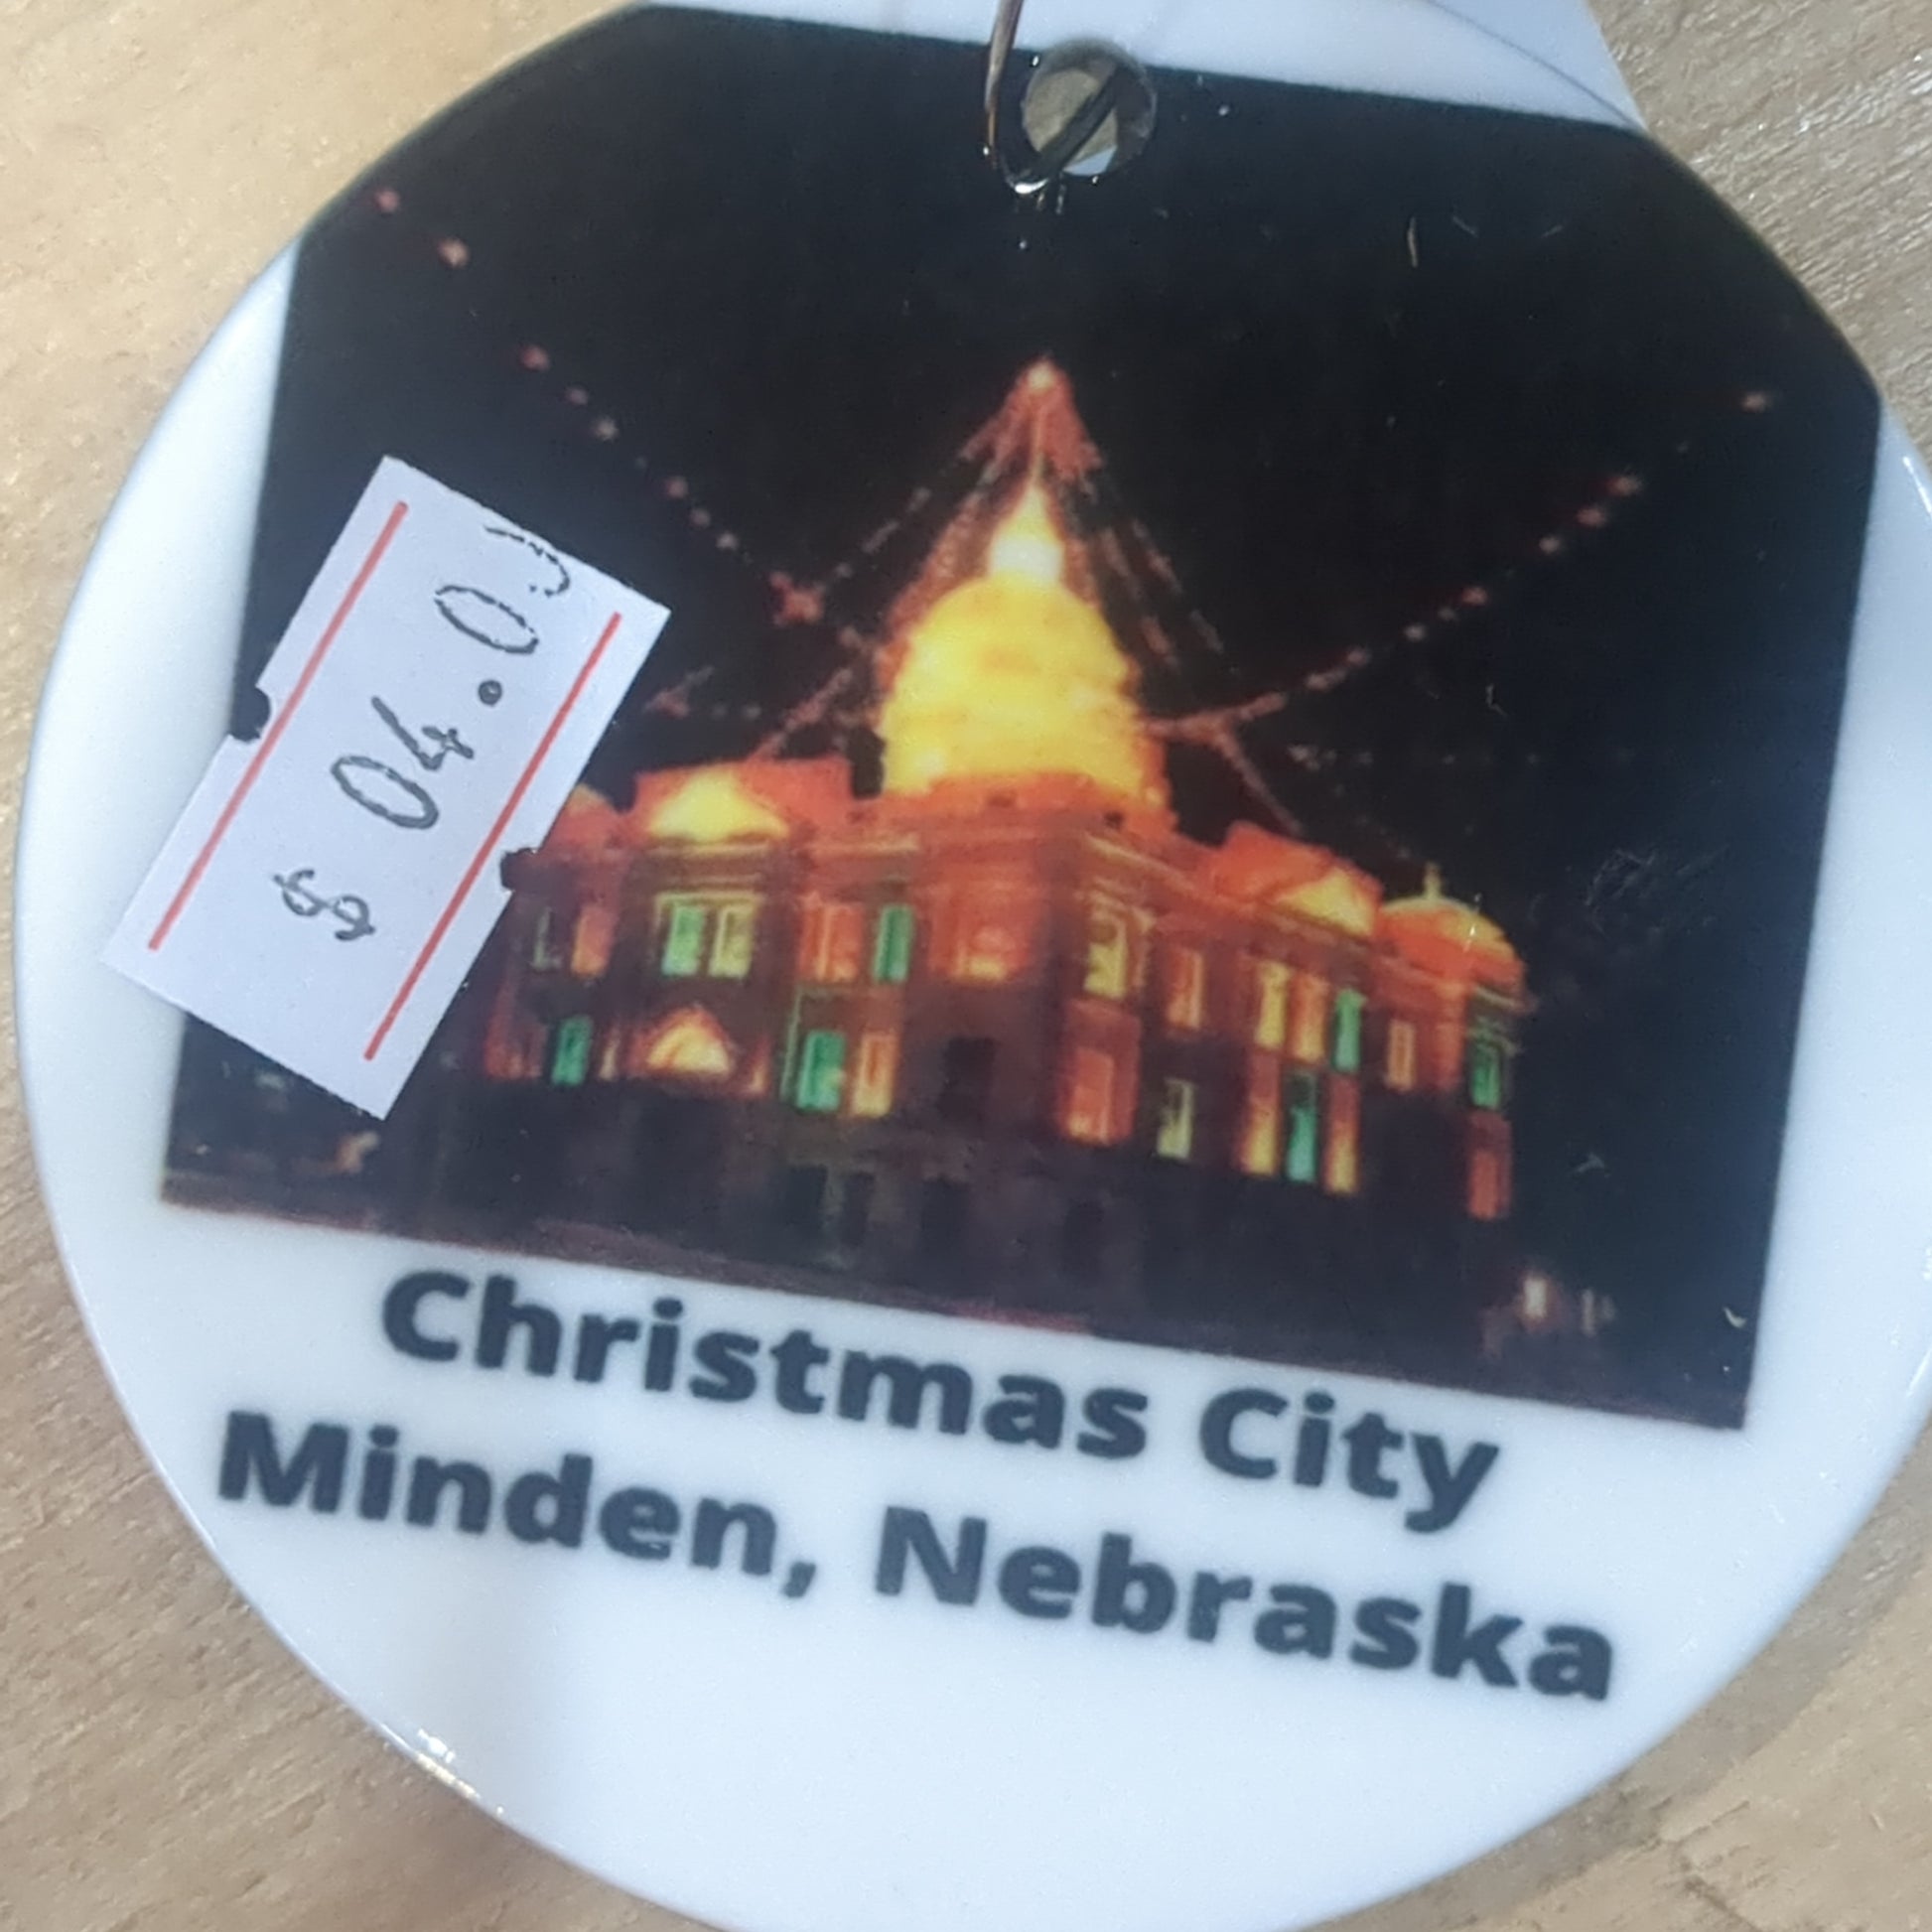 $ 04.0
Christmas City
Minden, Nebraska